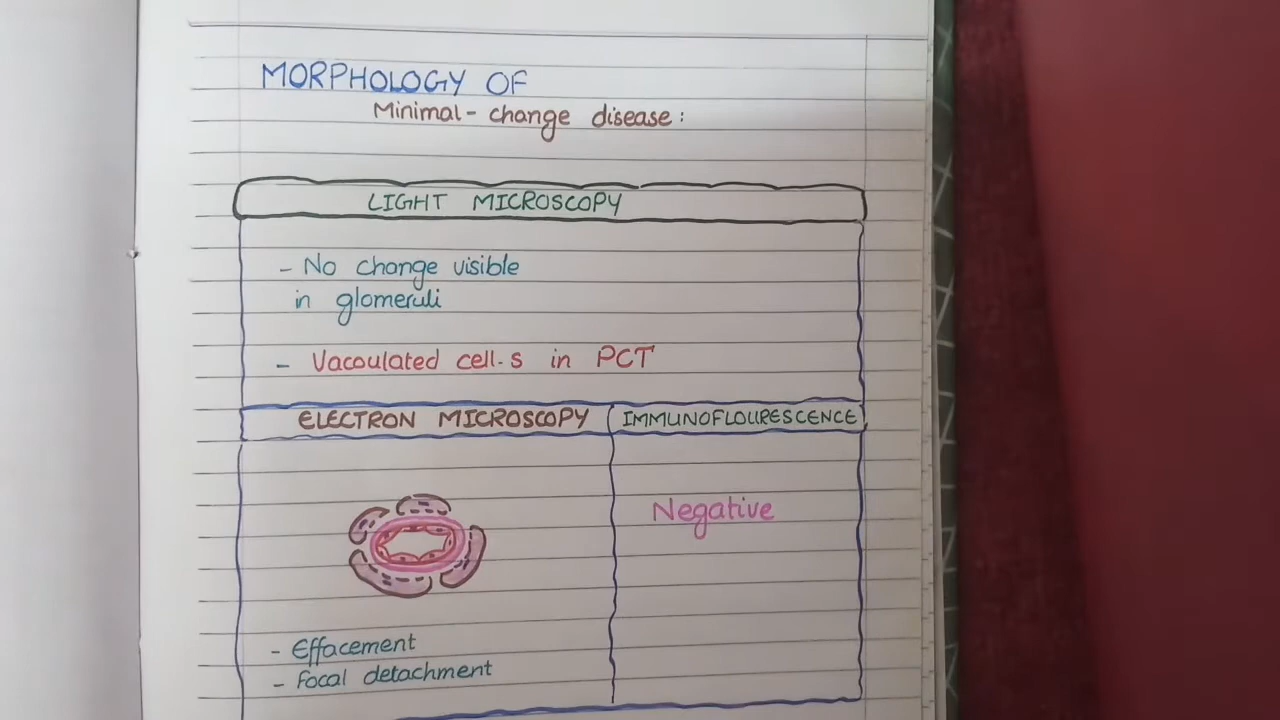 MORPHOLOGY OF
Minimal-change disease:
LIGHT MICROSCOPY
- No change visible
in glomeruli
- Vacoulated cell.s in PCT
ELECTRON MICROSCOPY
IMMUNOFLOURESCENCE
Negative
- Effacement
- Focal detachment